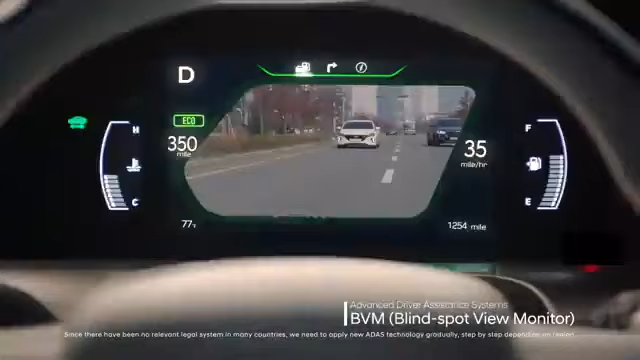 D
ECO
350
mile
H
C
77°F
35
mile/hr
F
E
1254 mile
Advanced Driver Assistance Systems
BVM (Blind-spot View Monitor)
Since there have been no relevant legal system in many countries, we need to apply new ADAS technology gradually, step by step depending on market.